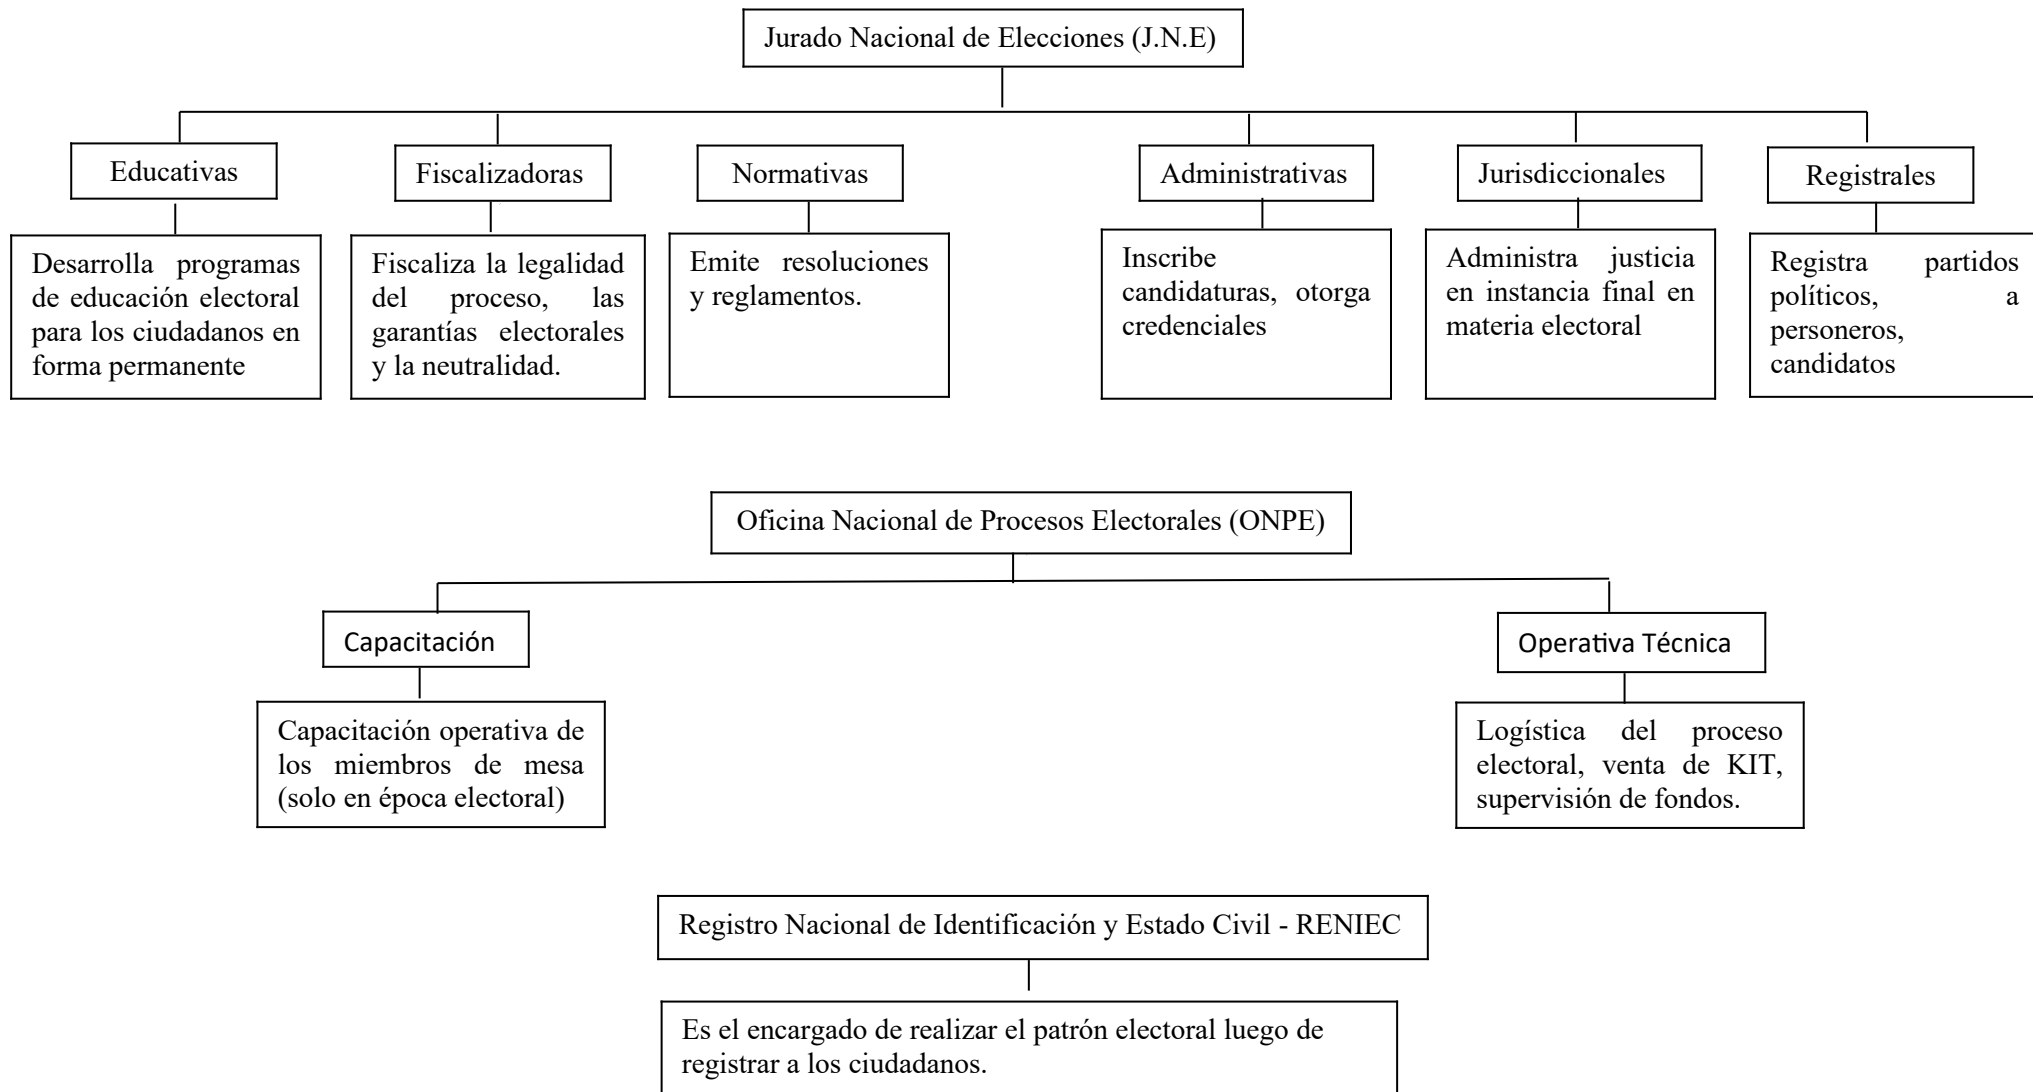 Jurado Nacional de Elecciones (J.N.E)
Educativas
Fiscalizadoras
Normativas
Administrativas
Jurisdiccionales
Registrales
Desarrolla programas
de educación electoral
para los ciudadanos en
forma permanente
Fiscaliza la legalidad
del proceso, las
garantías electorales
y la neutralidad.
Emite resoluciones
y reglamentos.
Inscribe
candidaturas, otorga
credenciales
Administra justicia
en instancia final en
materia electoral
Registra partidos
políticos, a
personeros,
candidatos
Oficina Nacional de Procesos Electorales (ONPE)
Capacitación
Operativa Técnica
Capacitación operativa de
los miembros de mesa
(solo en época electoral)
Logística del proceso
electoral, venta de KIT,
supervisión de fondos.
Registro Nacional de Identificación y Estado Civil - RENIEC
Es el encargado de realizar el patrón electoral luego de
registrar a los ciudadanos.